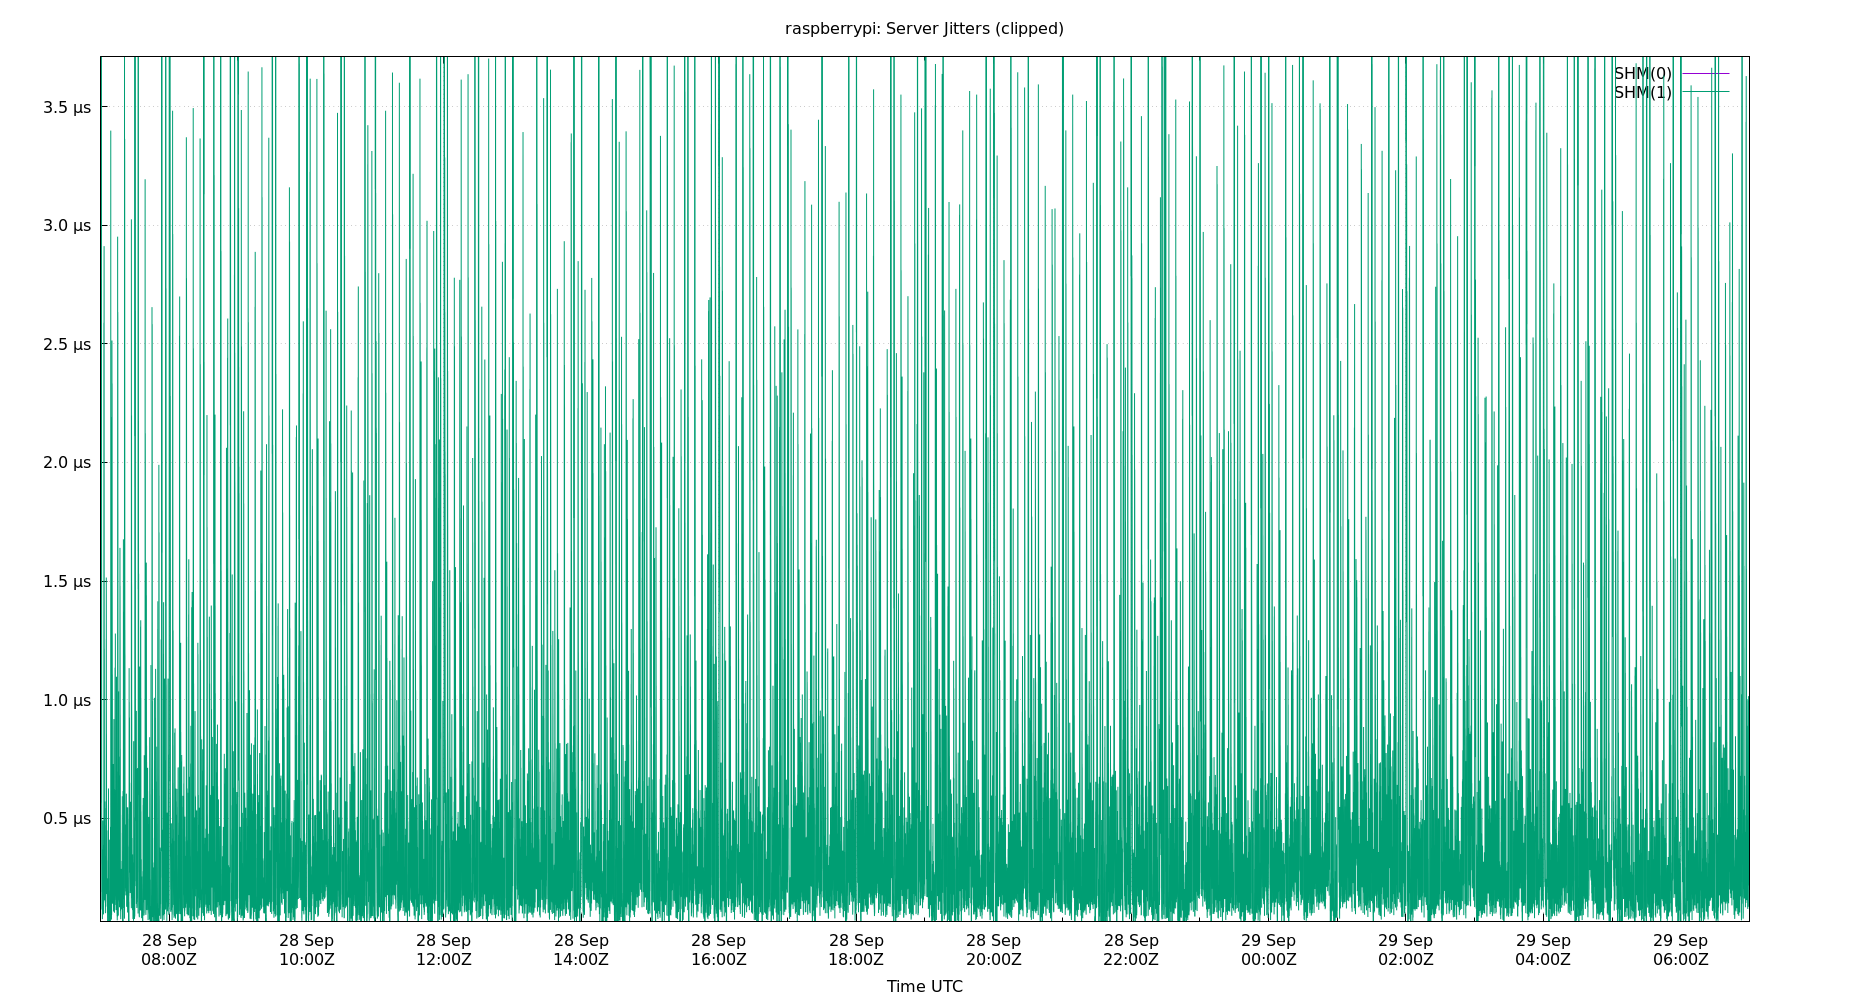 raspberrypi: Server Jitters (clipped)
SHM(0)
SHM(1)
3.5 µs
3.0 µs
2.5 µs
2.0 µs
1.5 µs
1.0 µs
0.5 µs
28 Sep 28 Sep 28 Sep 28 Sep 28 Sep 28 Sep 28 Sep 28 Sep 29 Sep 29 Sep 29 Sep 29 Sep
08:00Z 10:00Z 12:00Z 14:00Z 16:00Z 18:00Z 20:00Z 22:00Z 00:00Z 02:00Z 04:00Z 06:00Z
Time UTC